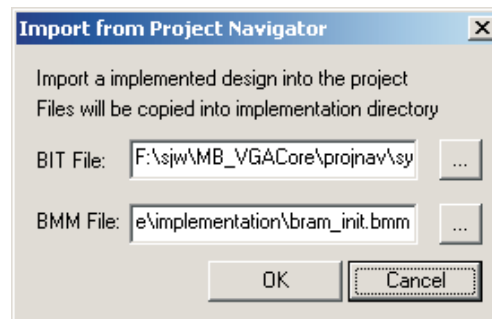 Import from Project Navigator
Import a implemented design into the project
Files will be copied into implementation directory
BIT File: F:\sjw\MB_VGACore\projnav\sy ...
BMM File: e\implementation\bram_init.bmm ...
OK Cancel